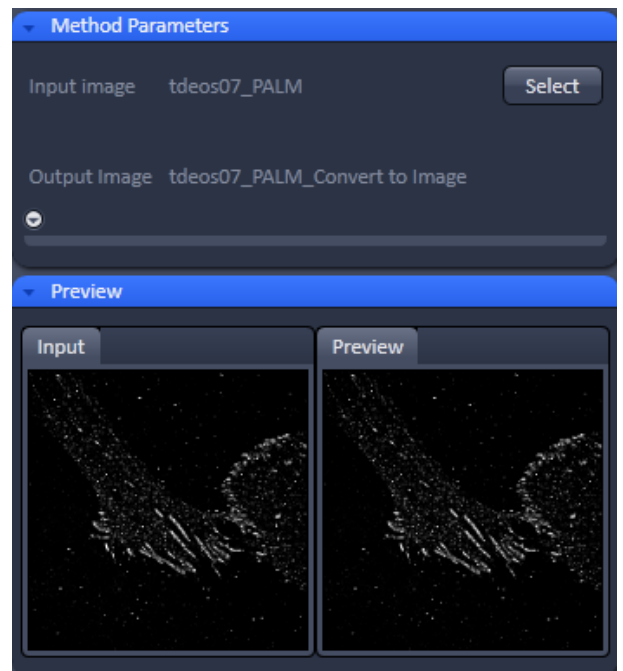 Method Parameters
Input image tdeos07_PALM Select
Output Image tdeos07_PALM_Convert to Image
Preview
Input Preview